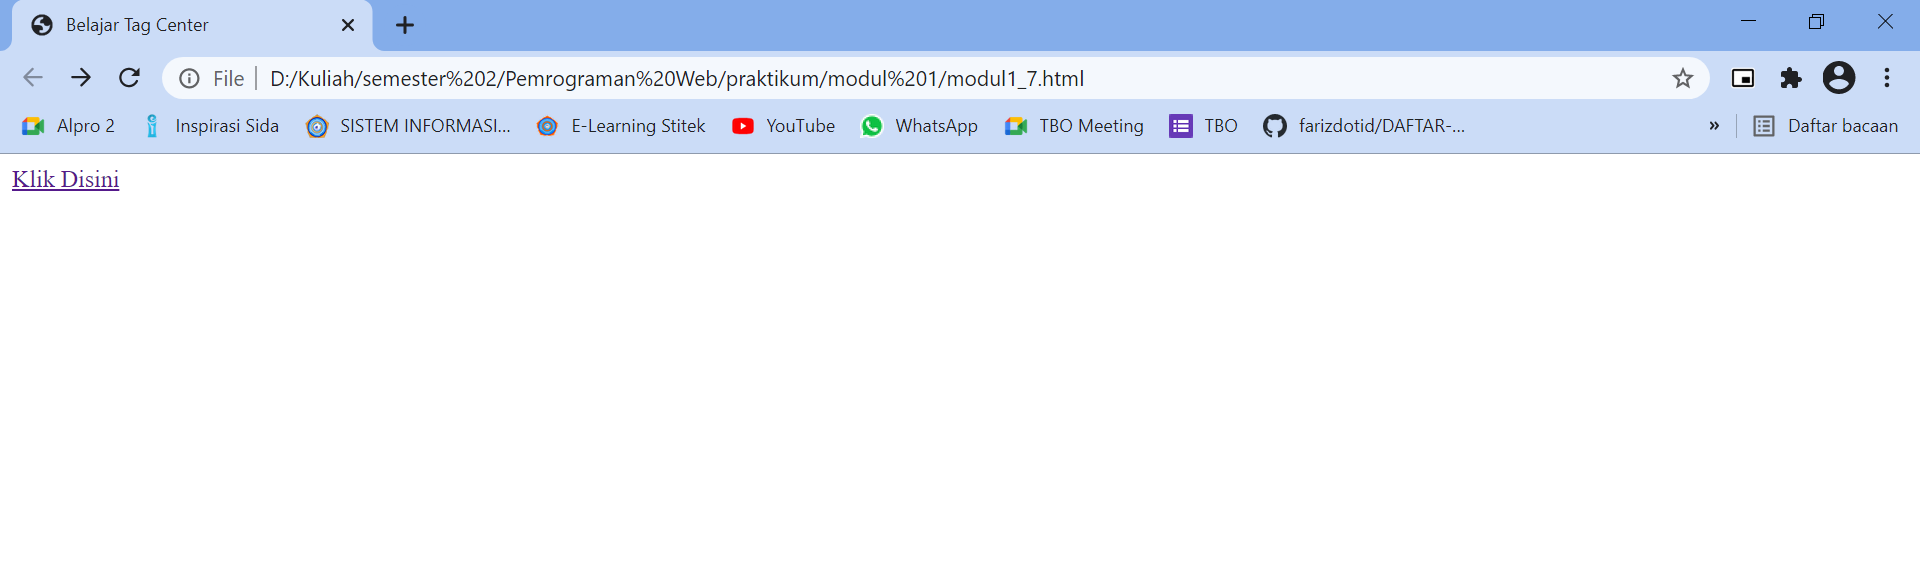 Belajar Tag Center
File D:/Kuliah/semester%202/Pemrograman%20Web/praktikum/modul%201/modul1_7.html
Alpro 2 Inspirasi Sida SISTEM INFORMASI... E-Learning Stitek YouTube WhatsApp TBO Meeting TBO farizdotid/DAFTAR-... » Daftar bacaan
Klik Disini